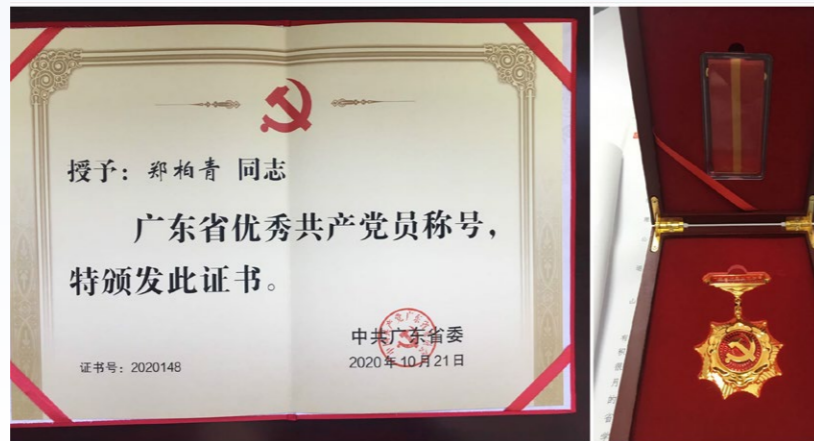 授予：郑柏青 同志
广东省优秀共产党员称号，
特颁发此证书。
中共广东省委
2020年10月21日
证书号：2020148